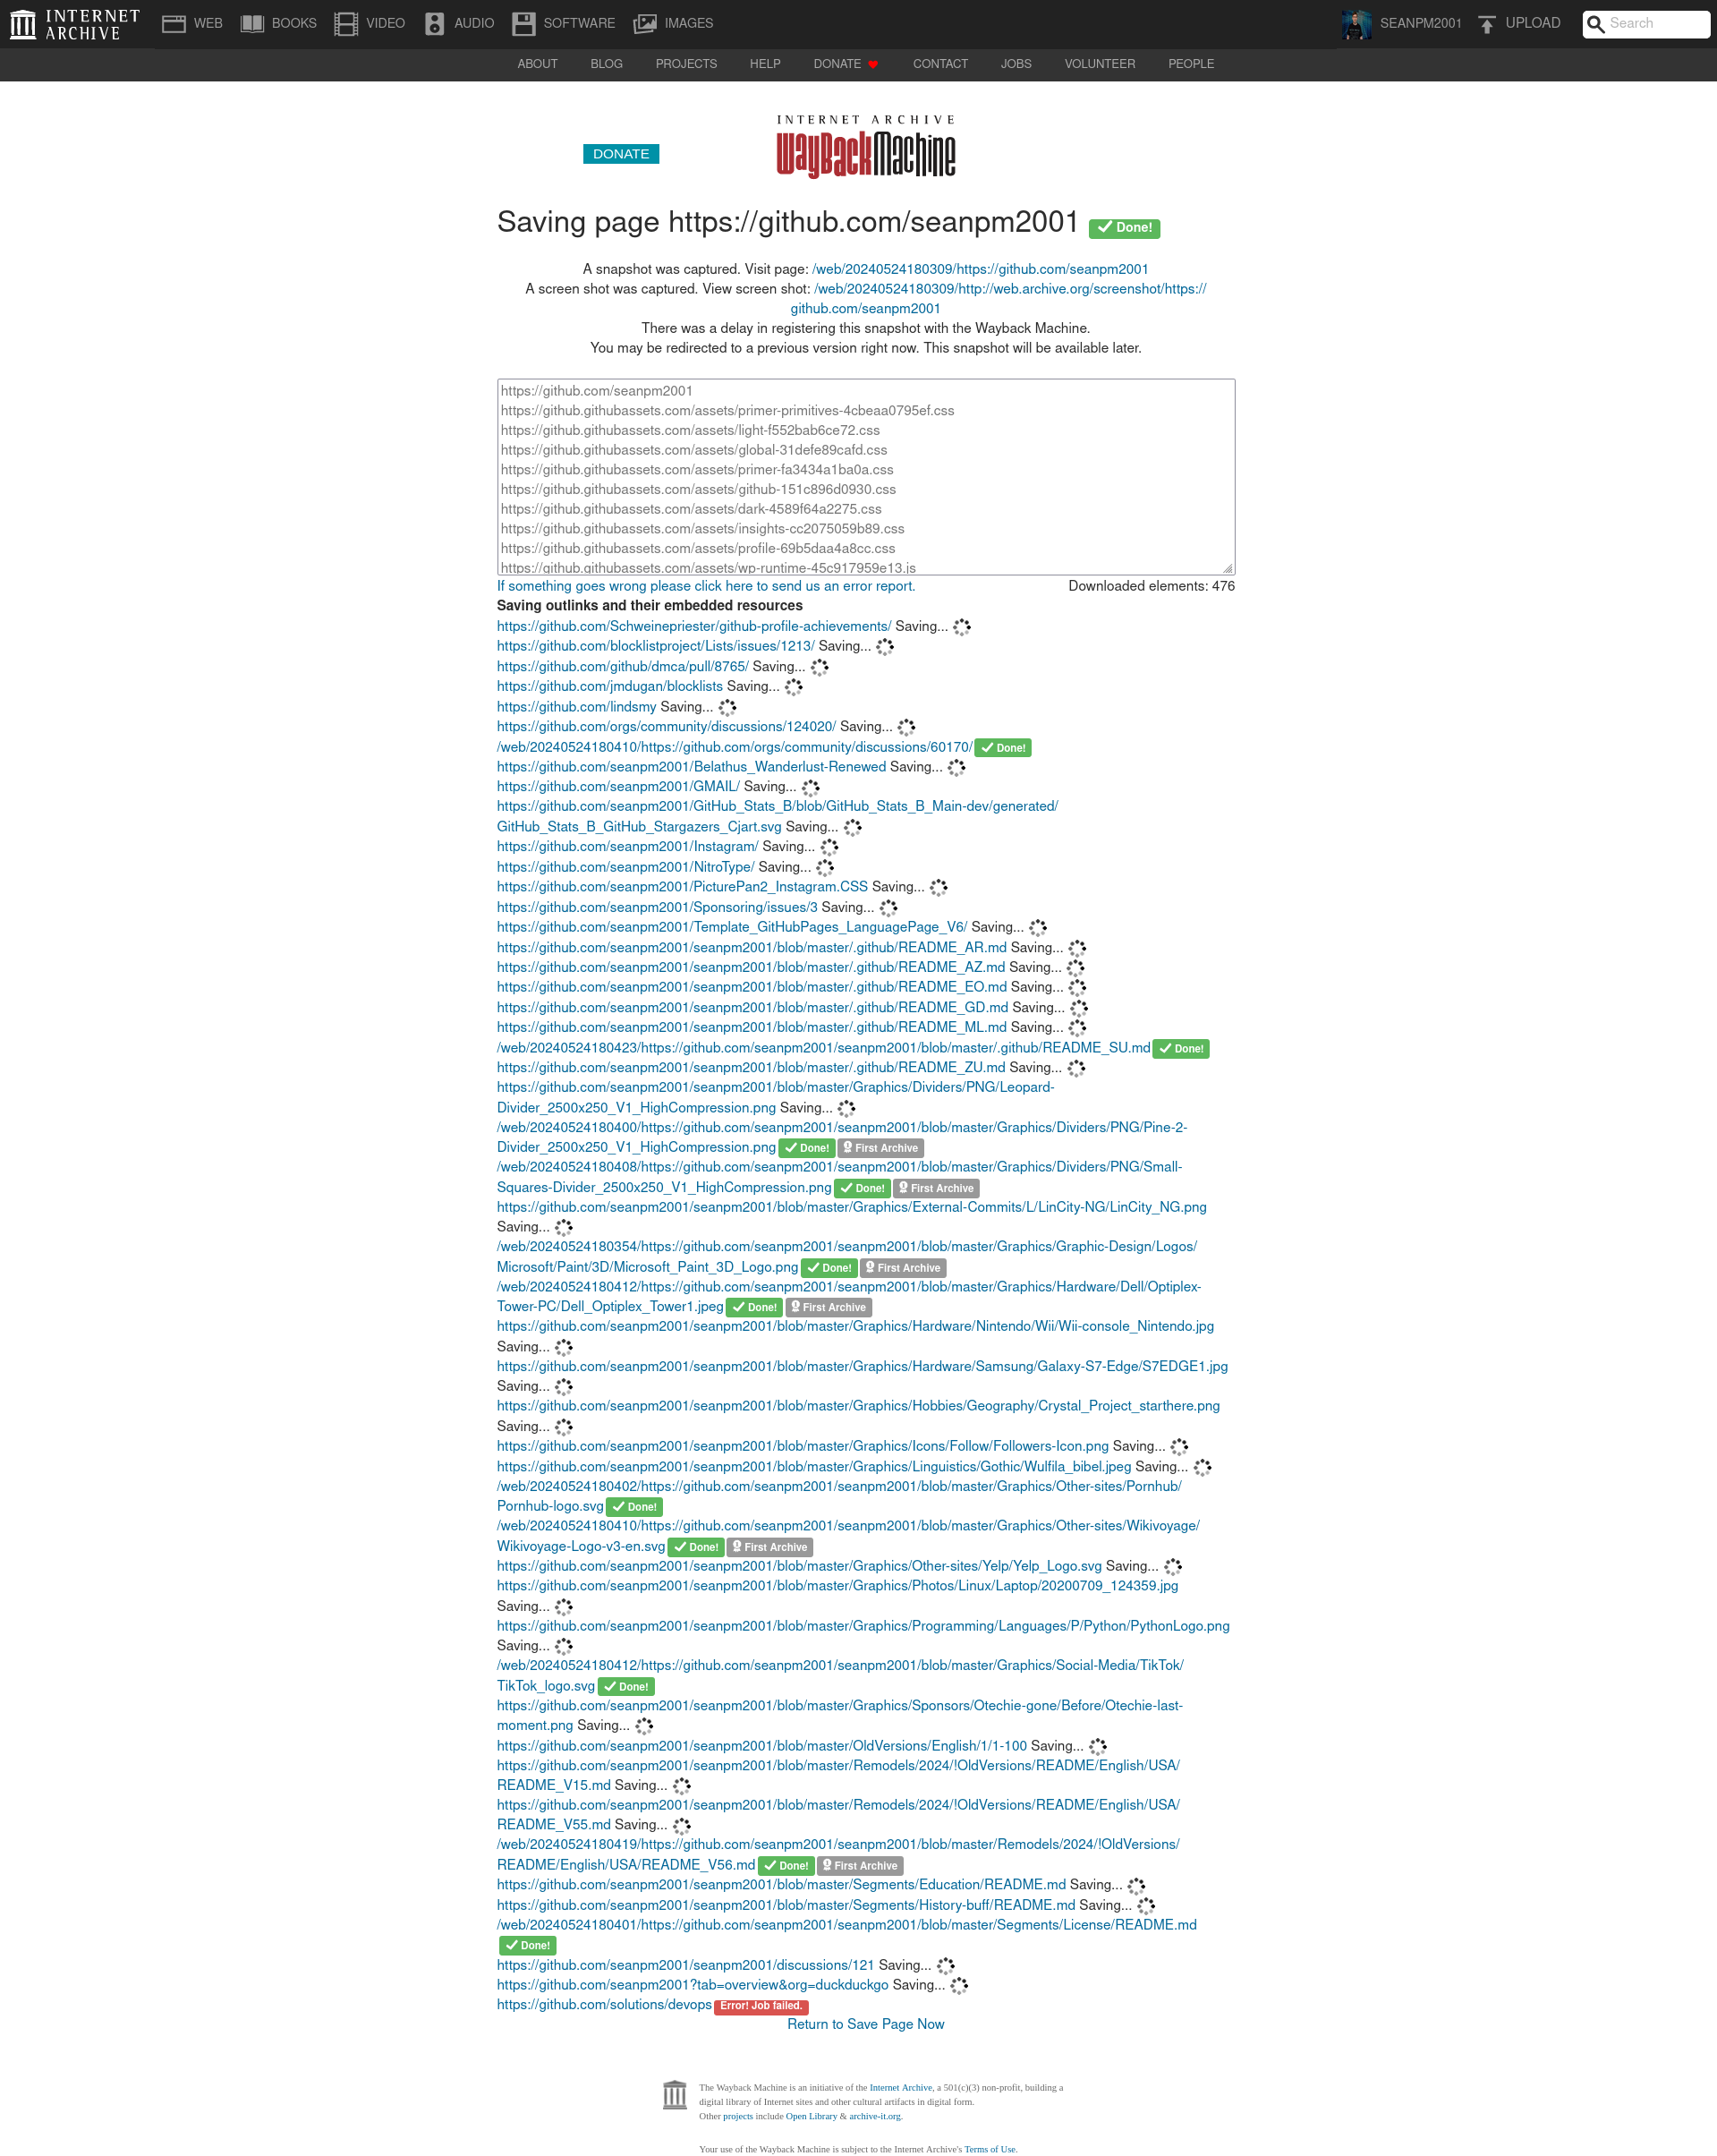 INTERNET ARCHIVE
WEB BOOKS VIDEO AUDIO SOFTWARE IMAGES SEANPM2001 UPLOAD Search
ABOUT BLOG PROJECTS HELP DONATE CONTACT JOBS VOLUNTEER PEOPLE
INTERNET ARCHIVE
DONATE WayBackMachine
Saving page https://github.com/seanpm2001 Done!
A snapshot was captured. Visit page: /web/20240524180309/https://github.com/seanpm2001
A screen shot was captured. View screen shot: /web/20240524180309/http://web.archive.org/screenshot/https://
github.com/seanpm2001
There was a delay in registering this snapshot with the Wayback Machine.
You may be redirected to a previous version right now. This snapshot will be available later.
https://github.com/seanpm2001
https://github.githubassets.com/assets/primer-primitives-4cbeaa0795ef.css
https://github.githubassets.com/assets/light-f552bab6ce72.css
https://github.githubassets.com/assets/global-31defe89cafd.css
https://github.githubassets.com/assets/primer-fa3434a1ba0a.css
https://github.githubassets.com/assets/github-151c896d0930.css
https://github.githubassets.com/assets/dark-4589f64a2275.css
https://github.githubassets.com/assets/insights-cc2075059b89.css
https://github.githubassets.com/assets/profile-69b5daa4a8cc.css
https://github.githubassets.com/assets/wp-runtime-45c917959e13.js
If something goes wrong please click here to send us an error report. Downloaded elements: 476
Saving outlinks and their embedded resources
https://github.com/Schweinepriester/github-profile-achievements/ Saving...
https://github.com/blocklistproject/Lists/issues/1213/ Saving...
https://github.com/github/dmca/pull/8765/ Saving...
https://github.com/jmdugan/blocklists Saving...
https://github.com/lindsmy Saving...
https://github.com/orgs/community/discussions/124020/ Saving...
/web/20240524180410/https://github.com/orgs/community/discussions/60170/ Done!
https://github.com/seanpm2001/Belathus_Wanderlust-Renewed Saving...
https://github.com/seanpm2001/GMAIL/ Saving...
https://github.com/seanpm2001/GitHub_Stats_B/blob/GitHub_Stats_B_Main-dev/generated/
GitHub_Stats_B_GitHub_Stargazers_Cjart.svg Saving...
https://github.com/seanpm2001/Instagram/ Saving...
https://github.com/seanpm2001/NitroType/ Saving...
https://github.com/seanpm2001/PicturePan2_Instagram.CSS Saving...
https://github.com/seanpm2001/Sponsoring/issues/3 Saving...
https://github.com/seanpm2001/Template_GitHubPages_LanguagePage_V6/ Saving...
https://github.com/seanpm2001/seanpm2001/blob/master/.github/README_AR.md Saving...
https://github.com/seanpm2001/seanpm2001/blob/master/.github/README_AZ.md Saving...
https://github.com/seanpm2001/seanpm2001/blob/master/.github/README_EO.md Saving...
https://github.com/seanpm2001/seanpm2001/blob/master/.github/README_GD.md Saving...
https://github.com/seanpm2001/seanpm2001/blob/master/.github/README_ML.md Saving...
/web/20240524180423/https://github.com/seanpm2001/seanpm2001/blob/master/.github/README_SU.md Done!
https://github.com/seanpm2001/seanpm2001/blob/master/.github/README_ZU.md Saving...
https://github.com/seanpm2001/seanpm2001/blob/master/Graphics/Dividers/PNG/Leopard-
Divider_2500x250_V1_HighCompression.png Saving...
/web/20240524180400/https://github.com/seanpm2001/seanpm2001/blob/master/Graphics/Dividers/PNG/Pine-2-
Divider_2500x250_V1_HighCompression.png Done! First Archive
/web/20240524180408/https://github.com/seanpm2001/seanpm2001/blob/master/Graphics/Dividers/PNG/Small-
Squares-Divider_2500x250_V1_HighCompression.png Done! First Archive
https://github.com/seanpm2001/seanpm2001/blob/master/Graphics/External-Commits/L/LinCity-NG/LinCity_NG.png
Saving...
/web/20240524180354/https://github.com/seanpm2001/seanpm2001/blob/master/Graphics/Graphic-Design/Logos/
Microsoft/Paint/3D/Microsoft_Paint_3D_Logo.png Done! First Archive
/web/20240524180412/https://github.com/seanpm2001/seanpm2001/blob/master/Graphics/Hardware/Dell/Optiplex-
Tower-PC/Dell_Optiplex_Tower1.jpeg Done! First Archive
https://github.com/seanpm2001/seanpm2001/blob/master/Graphics/Hardware/Nintendo/Wii/Wii-console_Nintendo.jpg
Saving...
https://github.com/seanpm2001/seanpm2001/blob/master/Graphics/Hardware/Samsung/Galaxy-S7-Edge/S7EDGE1.jpg
Saving...
https://github.com/seanpm2001/seanpm2001/blob/master/Graphics/Hobbies/Geography/Crystal_Project_starthere.png
Saving...
https://github.com/seanpm2001/seanpm2001/blob/master/Graphics/Icons/Follow/Followers-Icon.png Saving...
https://github.com/seanpm2001/seanpm2001/blob/master/Graphics/Linguistics/Gothic/Wulfila_bibel.jpeg Saving...
/web/20240524180402/https://github.com/seanpm2001/seanpm2001/blob/master/Graphics/Other-sites/Pornhub/
Pornhub-logo.svg Done!
/web/20240524180410/https://github.com/seanpm2001/seanpm2001/blob/master/Graphics/Other-sites/Wikivoyage/
Wikivoyage-Logo-v3-en.svg Done! First Archive
https://github.com/seanpm2001/seanpm2001/blob/master/Graphics/Other-sites/Yelp/Yelp_Logo.svg Saving...
https://github.com/seanpm2001/seanpm2001/blob/master/Graphics/Photos/Linux/Laptop/20200709_124359.jpg
Saving...
https://github.com/seanpm2001/seanpm2001/blob/master/Graphics/Programming/Languages/P/Python/PythonLogo.png
Saving...
/web/20240524180412/https://github.com/seanpm2001/seanpm2001/blob/master/Graphics/Social-Media/TikTok/
TikTok_logo.svg Done!
https://github.com/seanpm2001/seanpm2001/blob/master/Graphics/Sponsors/Otechie-gone/Before/Otechie-last-
moment.png Saving...
https://github.com/seanpm2001/seanpm2001/blob/master/OldVersions/English/1/1-100 Saving...
https://github.com/seanpm2001/seanpm2001/blob/master/Remodels/2024/!OldVersions/README/English/USA/
README_V15.md Saving...
https://github.com/seanpm2001/seanpm2001/blob/master/Remodels/2024/!OldVersions/README/English/USA/
README_V55.md Saving...
/web/20240524180419/https://github.com/seanpm2001/seanpm2001/blob/master/Remodels/2024/!OldVersions/
README/English/USA/README_V56.md Done! First Archive
https://github.com/seanpm2001/seanpm2001/blob/master/Segments/Education/README.md Saving...
https://github.com/seanpm2001/seanpm2001/blob/master/Segments/History-buff/README.md Saving...
/web/20240524180401/https://github.com/seanpm2001/seanpm2001/blob/master/Segments/License/README.md
Done!
https://github.com/seanpm2001/seanpm2001/discussions/121 Saving...
https://github.com/seanpm2001?tab=overview&org=duckduckgo Saving...
https://github.com/solutions/devops Error! Job failed.
Return to Save Page Now
The Wayback Machine is an initiative of the Internet Archive, a 501(c)(3) non-profit, building a
digital library of Internet sites and other cultural artifacts in digital form.
Other projects include Open Library & archive-it.org.
Your use of the Wayback Machine is subject to the Internet Archive's Terms of Use.